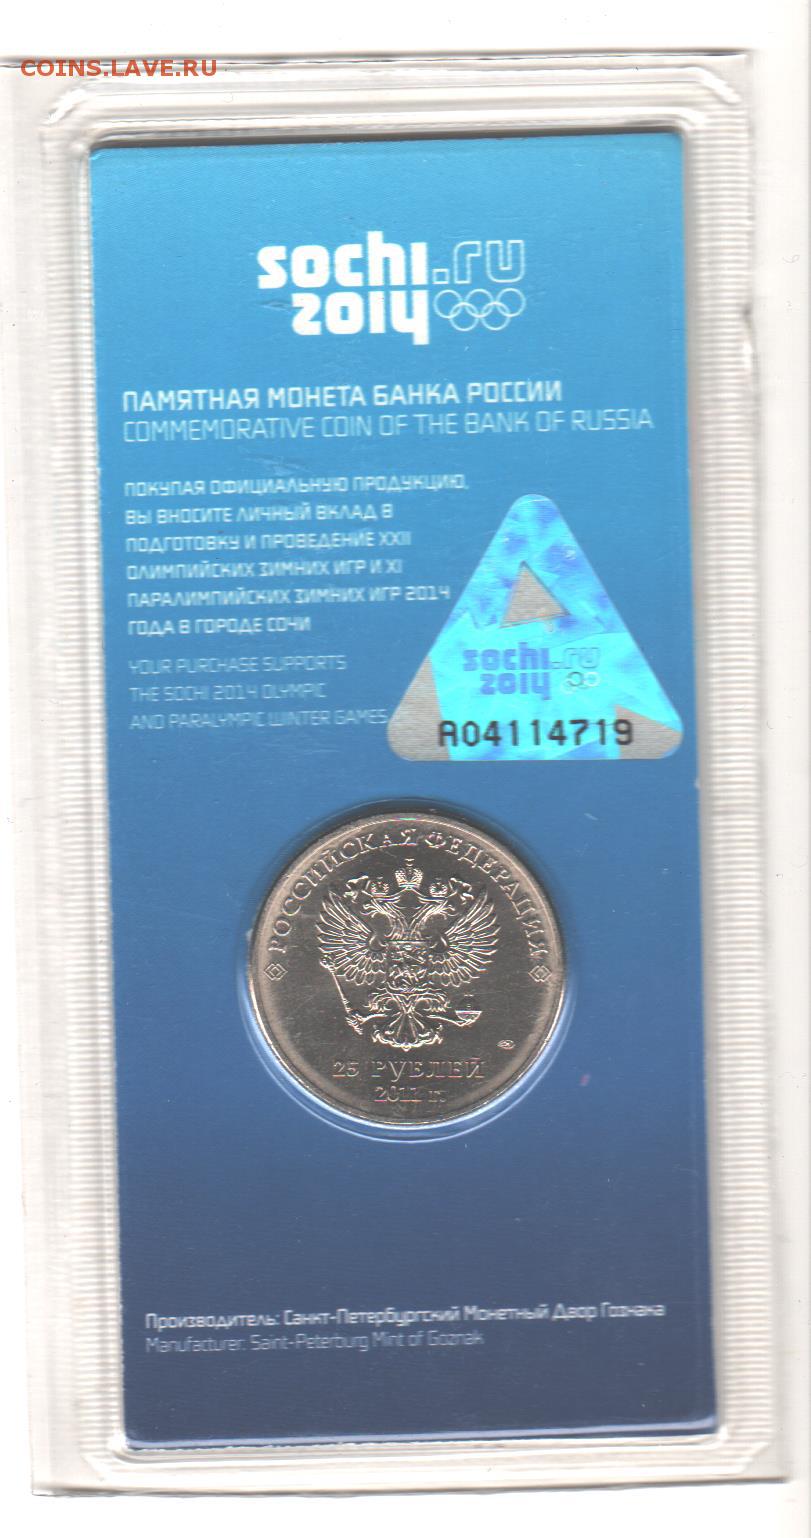 COINS.LAVE.RU
sochi.ru
2014
ПАМЯТНАЯ МОНЕТА БАНКА РОССИИ
COMMEMORATIVE COIN OF THE BANK OF RUSSIA
ПОКУПАЯ ОФИЦИАЛЬНУЮ ПРОДУКЦИЮ,
ВЫ ВНОСИТЕ ЛИЧНЫЙ ВКЛАД В
ПОДГОТОВКУ И ПРОВЕДЕНИЕ XXII
ОЛИМПИЙСКИХ ЗИМНИХ ИГР И XI
ПАРАЛИМПИЙСКИХ ЗИМНИХ ИГР 2014
ГОДА В ГОРОДЕ СОЧИ
YOUR PURCHASE SUPPORTS
THE SOCHI 2014 OLYMPIC
AND PARALYMPIC WINTER GAMES
sochi.ru
2014
A04114719
РОССИЙСКАЯ ФЕДЕРАЦИЯ
25 РУБЛЕЙ
2011 г.
Производитель: Санкт-Петербургский Монетный Двор Гознака
Manufacturer: Saint-Peterburg Mint of Goznak